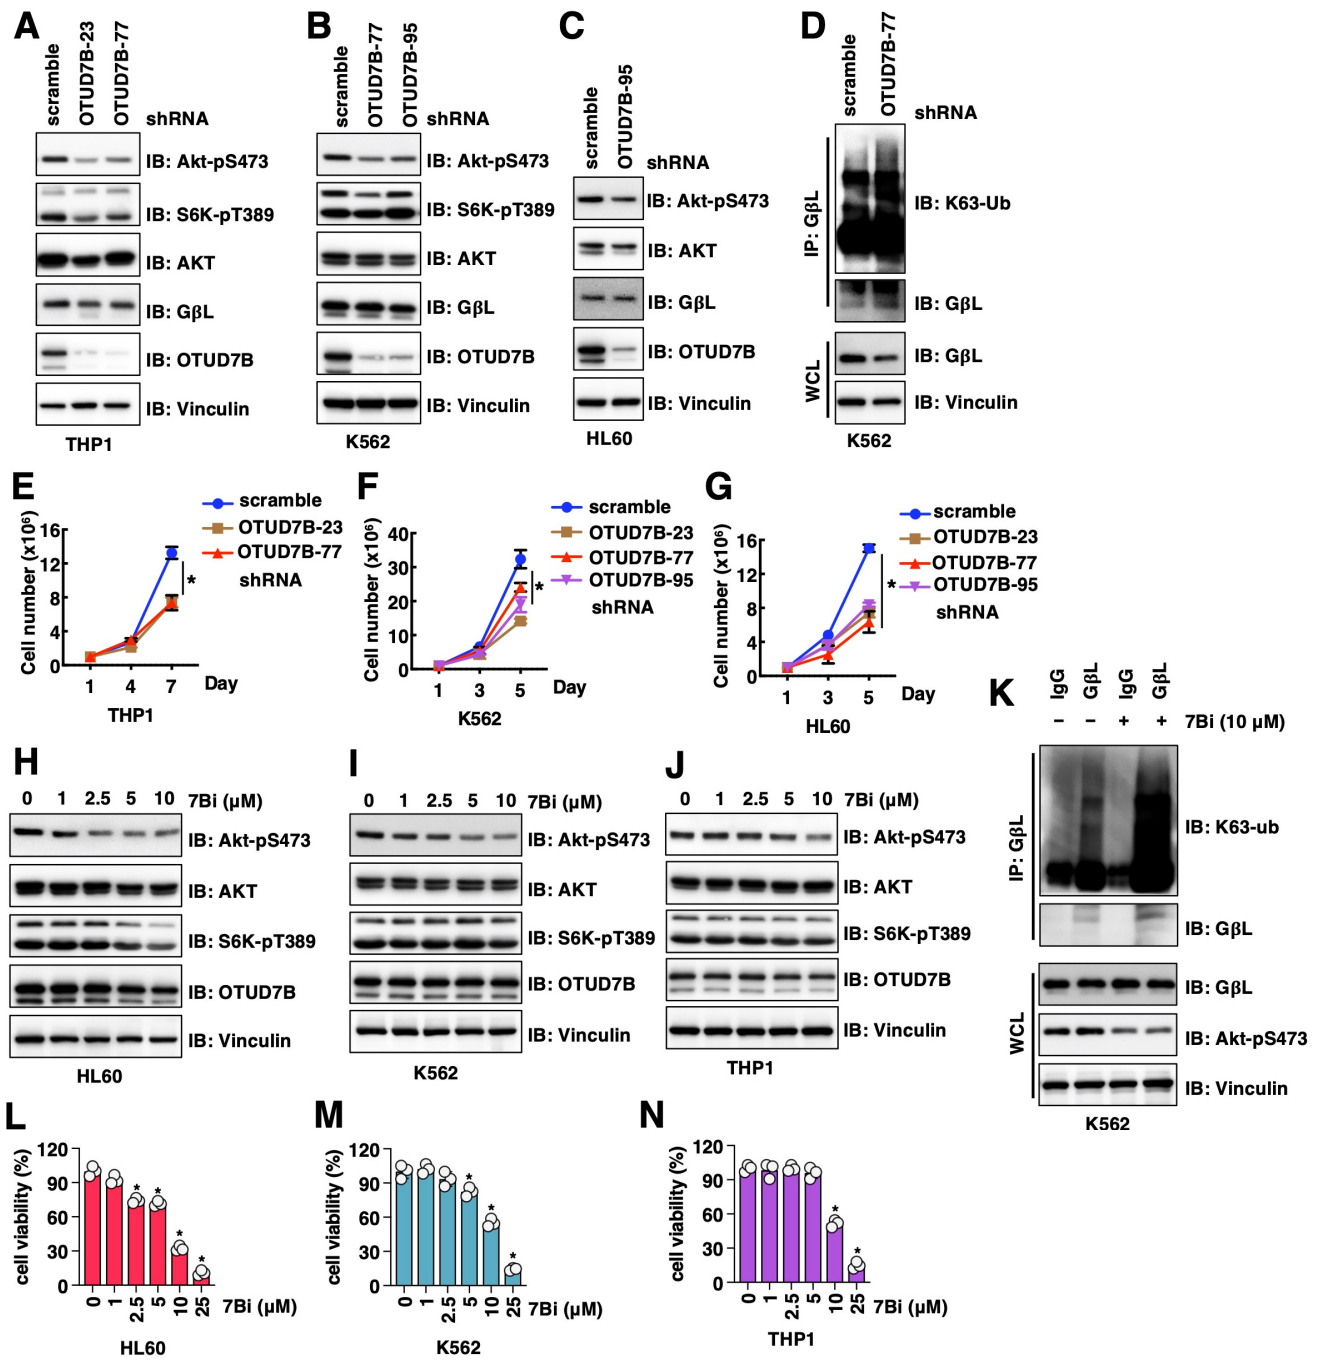 A
scramble
OTUD7B-23
OTUD7B-77
shRNA
IB: Akt-pS473
IB: S6K-pT389
IB: AKT
IB: GβL
IB: OTUD7B
IB: Vinculin
THP1
B
scramble
OTUD7B-77
OTUD7B-95
shRNA
IB: Akt-pS473
IB: S6K-pT389
IB: AKT
IB: GβL
IB: OTUD7B
IB: Vinculin
K562
C
scramble
OTUD7B-95
shRNA
IB: Akt-pS473
IB: AKT
IB: GβL
IB: OTUD7B
IB: Vinculin
HL60
D
scramble
OTUD7B-77
shRNA
IP: GβL
IB: K63-Ub
IB: GβL
WCL
IB: GβL
IB: Vinculin
K562
E
scramble
OTUD7B-23
OTUD7B-77
shRNA
Cell number (x10⁶)
16
12
8
4
0
*
1 4 7 Day
THP1
F
scramble
OTUD7B-23
OTUD7B-77
OTUD7B-95
shRNA
Cell number (x10⁶)
40
30
20
10
0
*
1 3 5 Day
K562
G
scramble
OTUD7B-23
OTUD7B-77
OTUD7B-95
shRNA
Cell number (x10⁶)
16
12
8
4
0
*
1 3 5 Day
HL60
H
0 1 2.5 5 10 7Bi (μM)
IB: Akt-pS473
IB: AKT
IB: S6K-pT389
IB: OTUD7B
IB: Vinculin
HL60
I
0 1 2.5 5 10 7Bi (μM)
IB: Akt-pS473
IB: AKT
IB: S6K-pT389
IB: OTUD7B
IB: Vinculin
K562
J
0 1 2.5 5 10 7Bi (μM)
IB: Akt-pS473
IB: AKT
IB: S6K-pT389
IB: OTUD7B
IB: Vinculin
THP1
K
IgG
GβL
IgG
GβL
– – + + 7Bi (10 μM)
IP: GβL
IB: K63-ub
IB: GβL
WCL
IB: GβL
IB: Akt-pS473
IB: Vinculin
K562
L
cell viability (%)
120
90
60
30
0
* * * *
0 1 2.5 5 10 25 7Bi (μM)
HL60
M
cell viability (%)
120
90
60
30
0
* * *
0 1 2.5 5 10 25 7Bi (μM)
K562
N
cell viability (%)
120
90
60
30
0
* *
0 1 2.5 5 10 25 7Bi (μM)
THP1